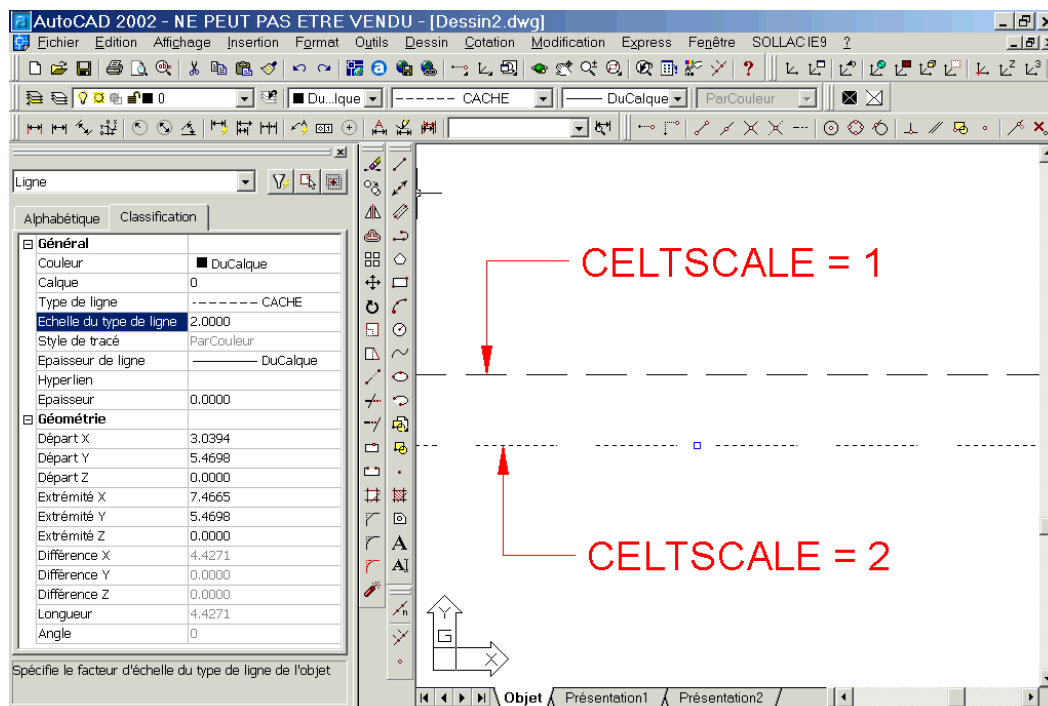 AutoCAD 2002 - NE PEUT PAS ETRE VENDU - [Dessin2.dwg]
Fichier Edition Affichage Insertion Format Outils Dessin Cotation Modification Express Fenêtre SOLLACIE9 ?
0 Du...lque CACHE DuCalque ParCouleur
Ligne
Alphabétique Classification
Général
Couleur DuCalque
Calque 0
Type de ligne CACHE
Echelle du type de ligne 2.0000
Style de tracé ParCouleur
Epaisseur de ligne DuCalque
Hyperlien
Epaisseur 0.0000
Géométrie
Départ X 3.0394
Départ Y 5.4698
Départ Z 0.0000
Extrémité X 7.4665
Extrémité Y 5.4698
Extrémité Z 0.0000
Différence X 4.4271
Différence Y 0.0000
Différence Z 0.0000
Longueur 4.4271
Angle 0
Spécifie le facteur d'échelle du type de ligne de l'objet
CELTSCALE = 1
CELTSCALE = 2
Y
G
X
Objet Présentation1 Présentation2